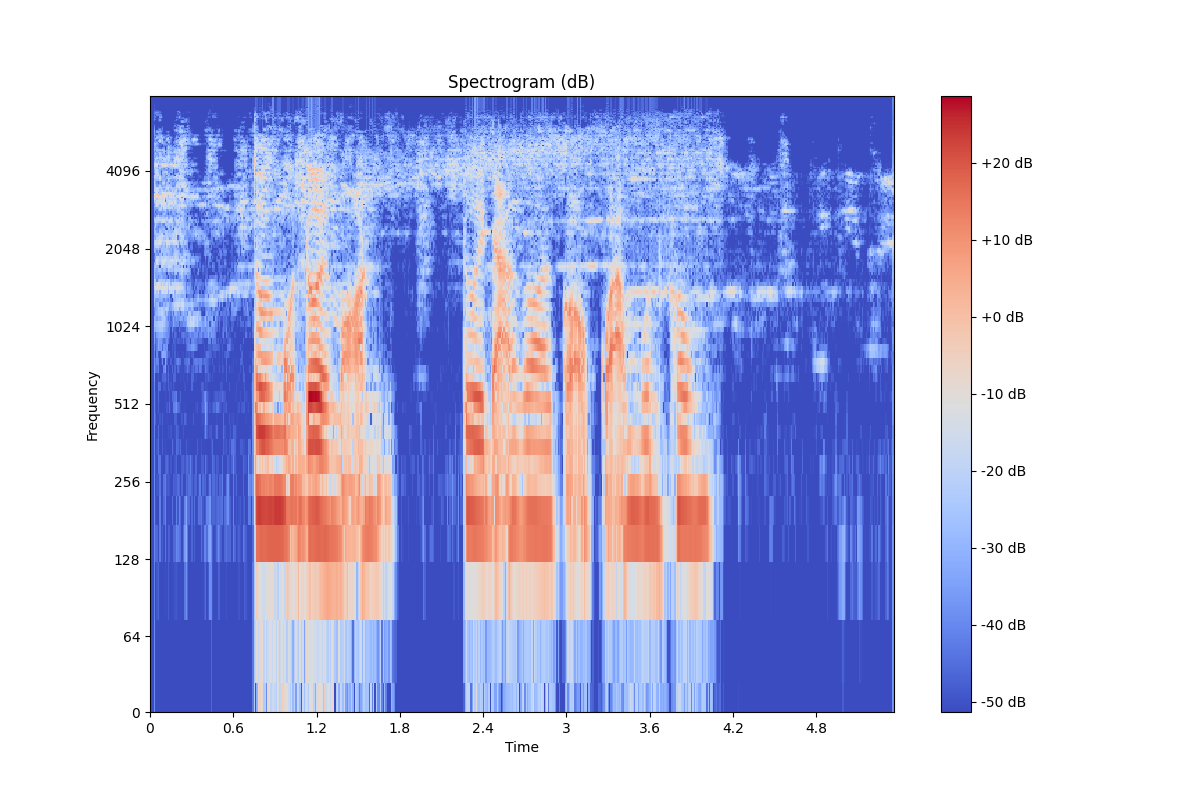 Spectrogram (dB)
Frequency
4096
2048
1024
512
256
128
64
0
0 0.6 1.2 1.8 2.4 3 3.6 4.2 4.8
Time
+20 dB
+10 dB
+0 dB
-10 dB
-20 dB
-30 dB
-40 dB
-50 dB